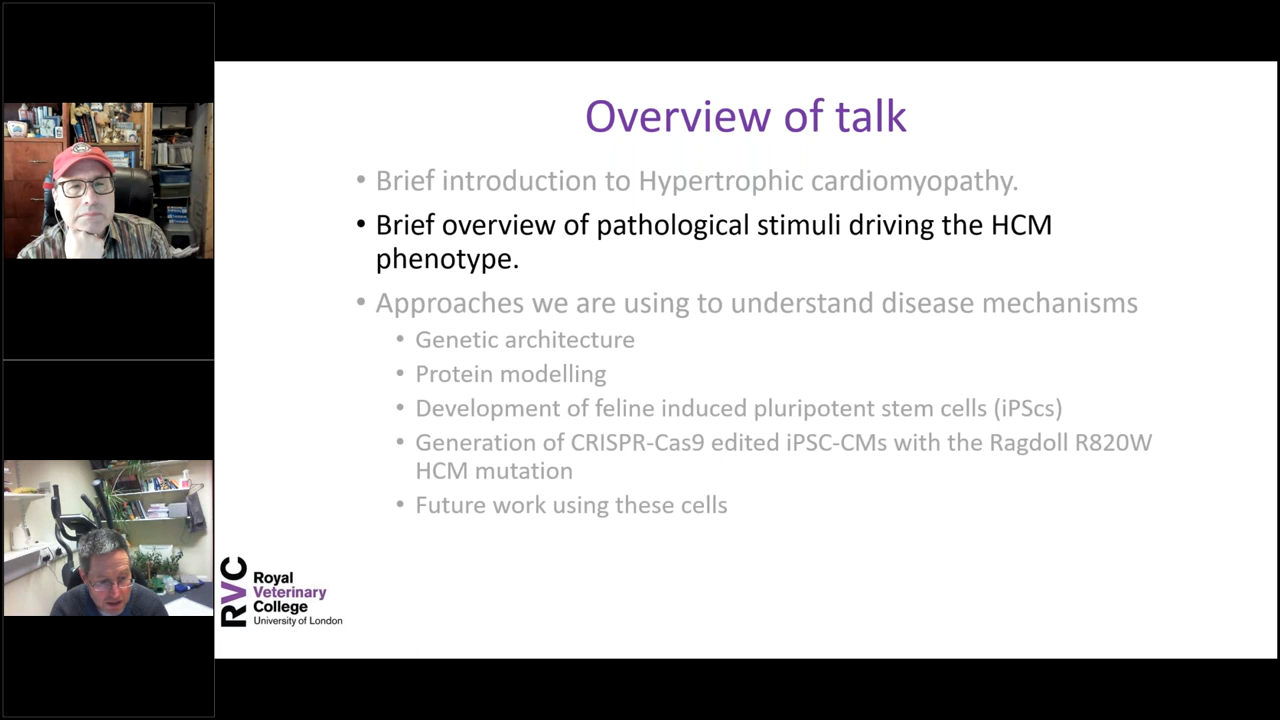 Overview of talk
• Brief introduction to Hypertrophic cardiomyopathy.
• Brief overview of pathological stimuli driving the HCM
phenotype.
• Approaches we are using to understand disease mechanisms
• Genetic architecture
• Protein modelling
• Development of feline induced pluripotent stem cells (iPScs)
• Generation of CRISPR-Cas9 edited iPSC-CMs with the Ragdoll R820W
HCM mutation
• Future work using these cells
RVC
Royal
Veterinary
College
University of London